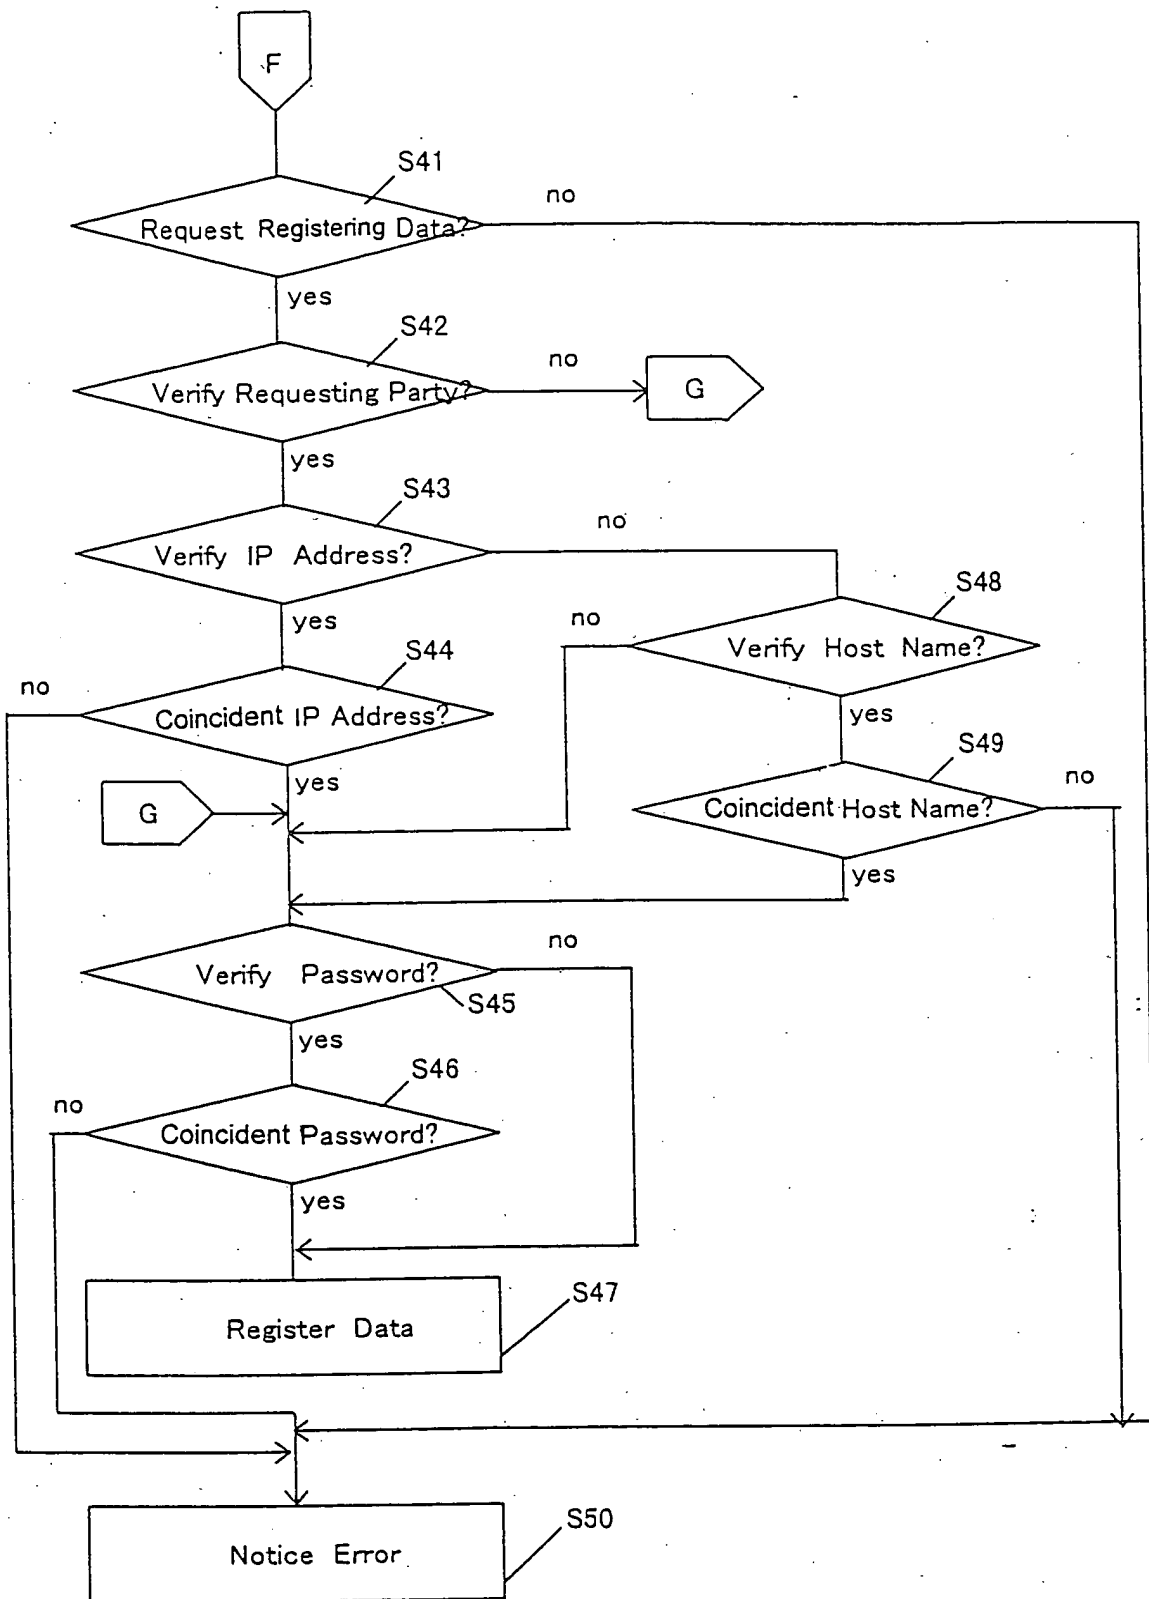 F
S41
no
Request Registering Data?
yes
S42
no
Verify Requesting Party?
G
yes
S43
no
Verify IP Address?
yes
S48
no
Verify Host Name?
S44
no
Coincident IP Address?
yes
S49
no
yes
G
Coincident Host Name?
yes
no
Verify Password?
S45
yes
S46
no
Coincident Password?
yes
S47
Register Data
S50
Notice Error